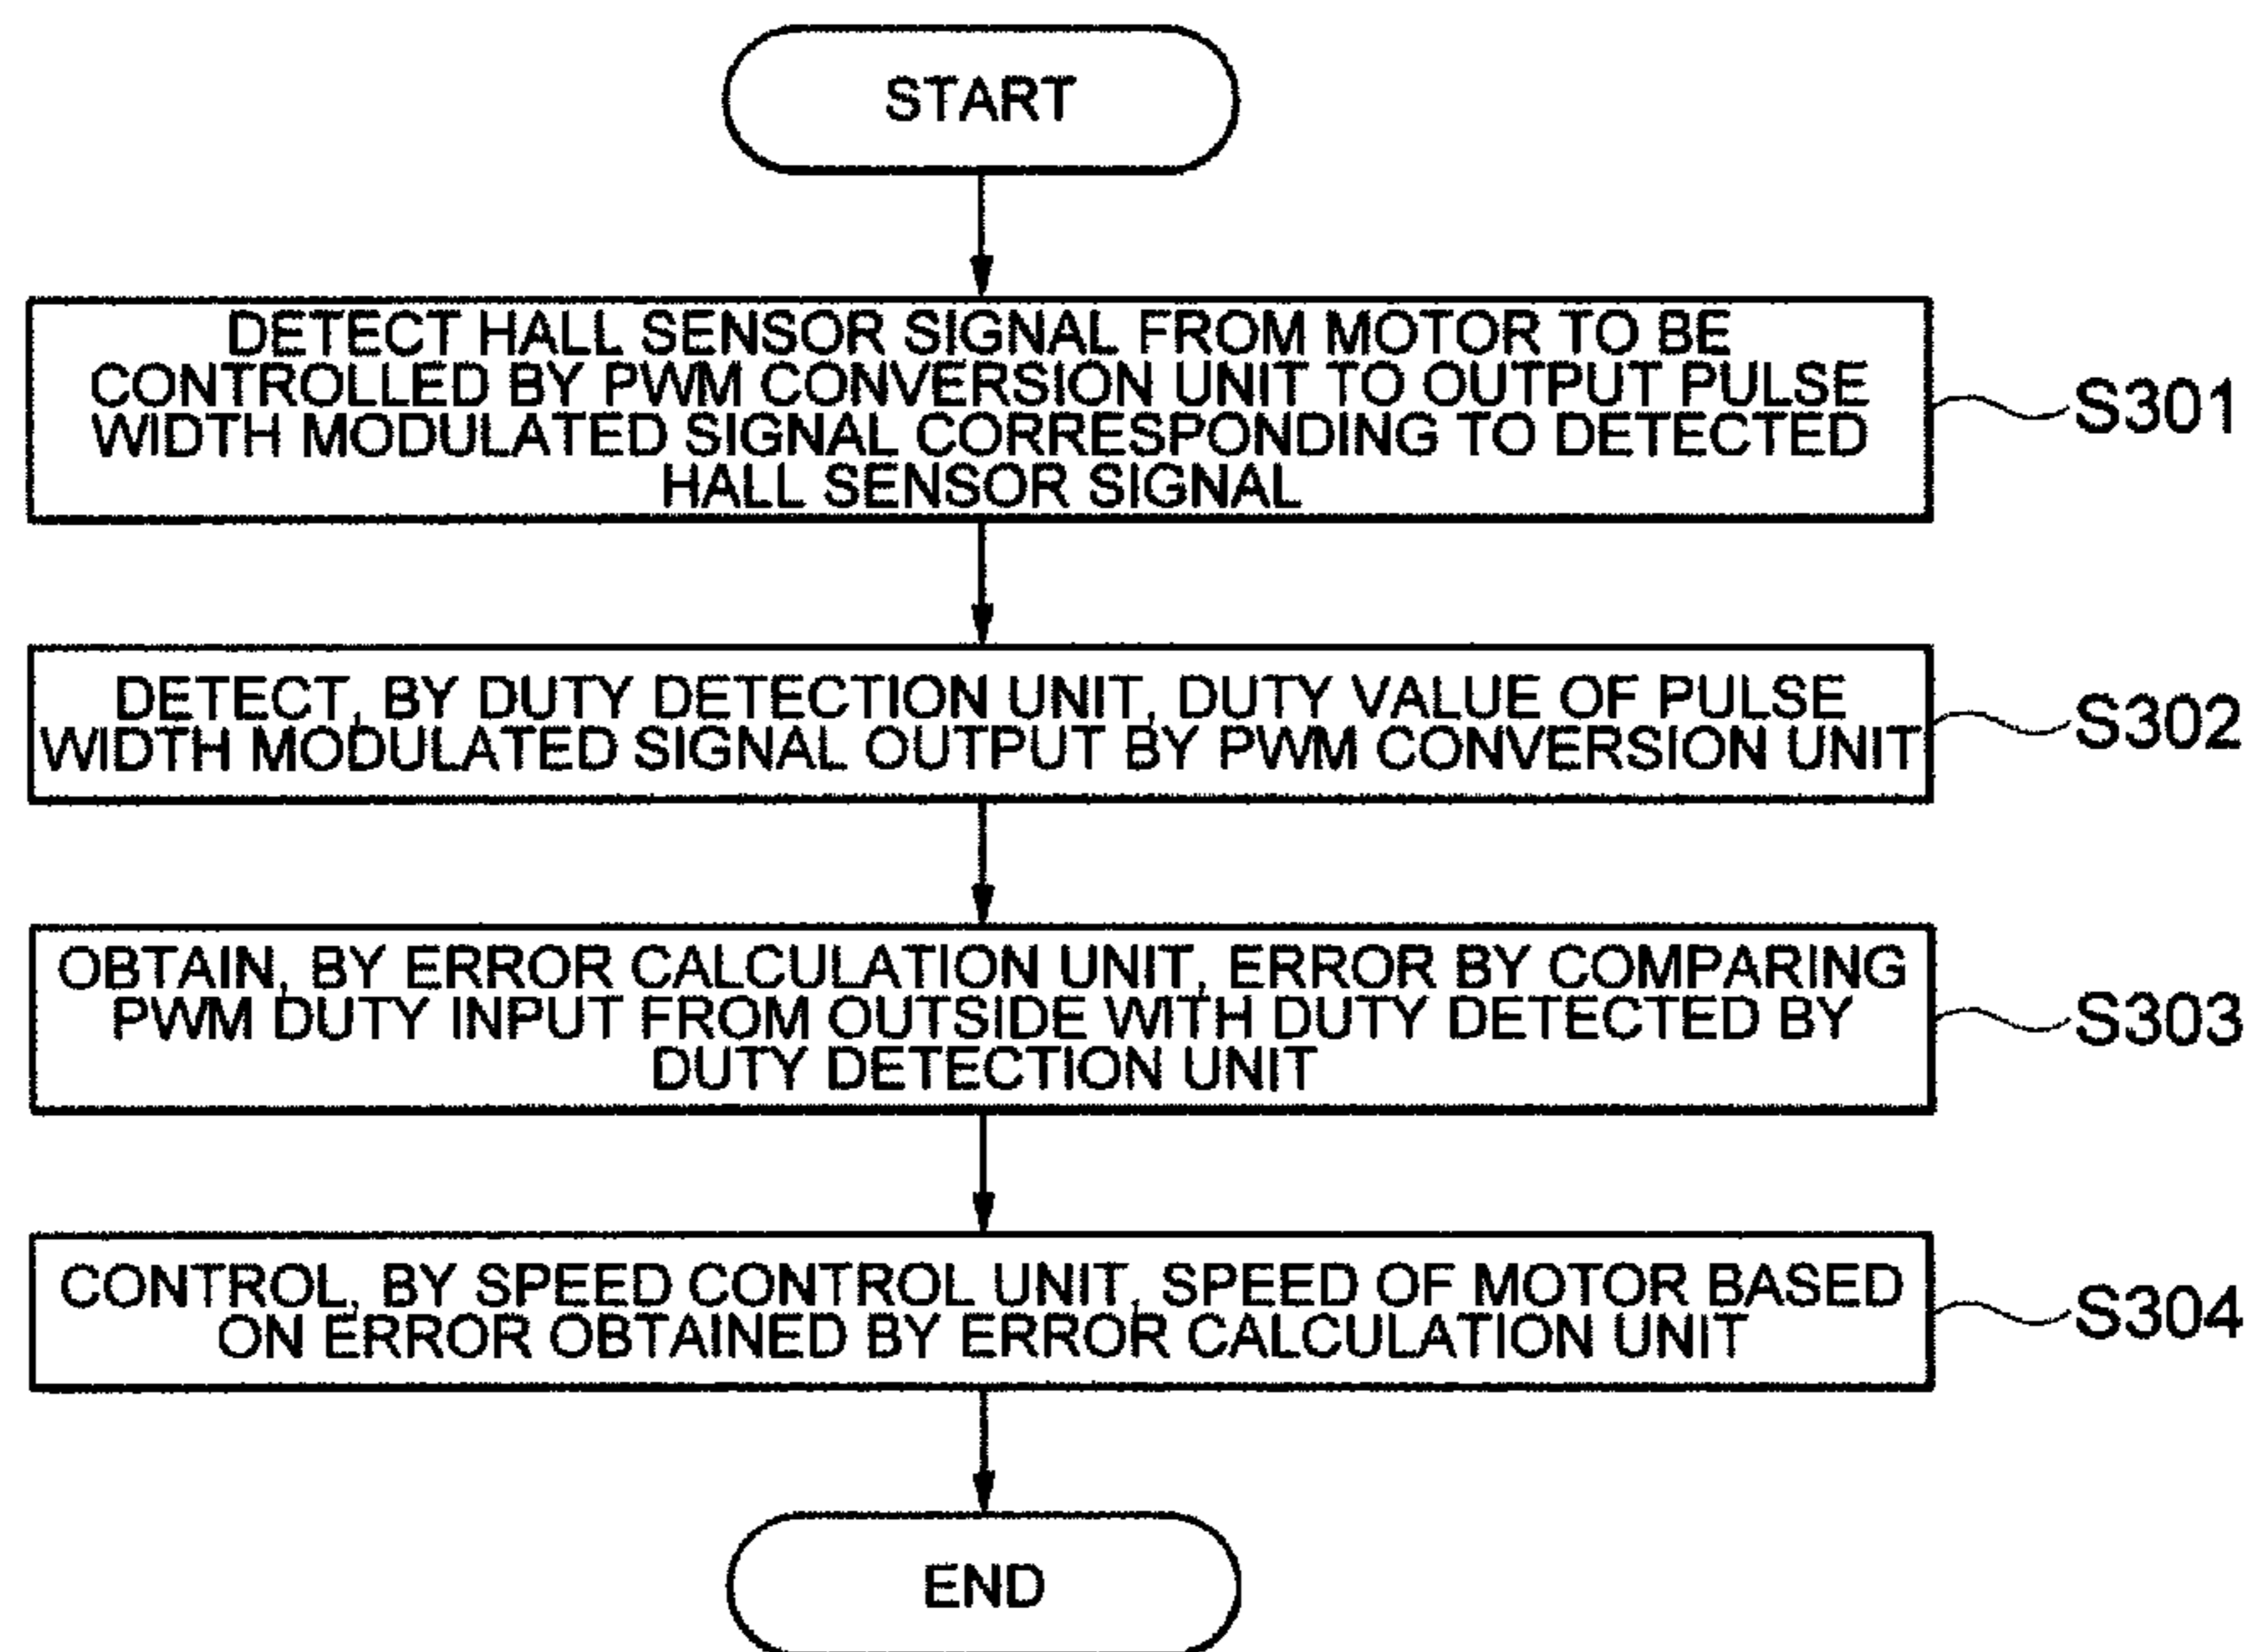 START
DETECT HALL SENSOR SIGNAL FROM MOTOR TO BE
CONTROLLED BY PWM CONVERSION UNIT TO OUTPUT PULSE
WIDTH MODULATED SIGNAL CORRESPONDING TO DETECTED
HALL SENSOR SIGNAL
S301
DETECT, BY DUTY DETECTION UNIT, DUTY VALUE OF PULSE
WIDTH MODULATED SIGNAL OUTPUT BY PWM CONVERSION UNIT
S302
OBTAIN, BY ERROR CALCULATION UNIT, ERROR BY COMPARING
PWM DUTY INPUT FROM OUTSIDE WITH DUTY DETECTED BY
DUTY DETECTION UNIT
S303
CONTROL, BY SPEED CONTROL UNIT, SPEED OF MOTOR BASED
ON ERROR OBTAINED BY ERROR CALCULATION UNIT
S304
END